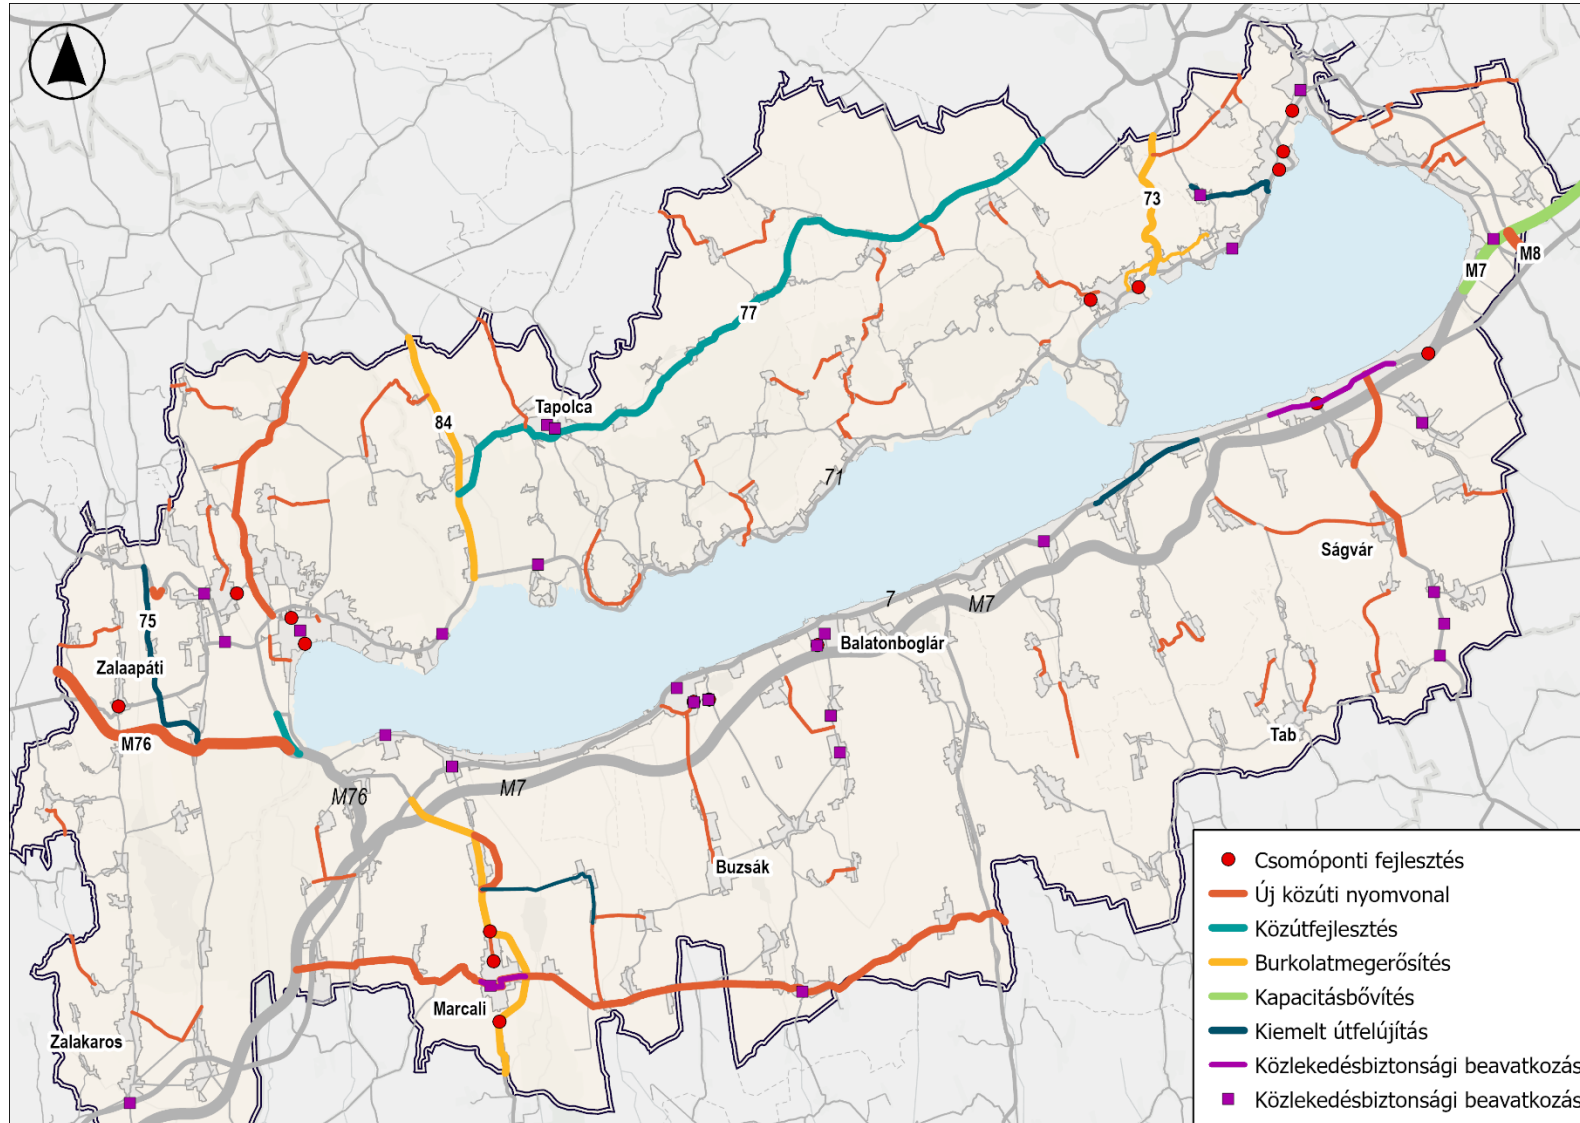 73
M8
M7
77
Tapolca
84
71
Ságvár
75
7
M7
Balatonboglár
Zalaapáti
Tab
M76
M7
M76
Buzsák
Marcali
Zalakaros
Csomóponti fejlesztés
Új közúti nyomvonal
Közútfejlesztés
Burkolatmegerősítés
Kapacitásbővítés
Kiemelt útfelújítás
Közlekedésbiztonsági beavatkozás
Közlekedésbiztonsági beavatkozás